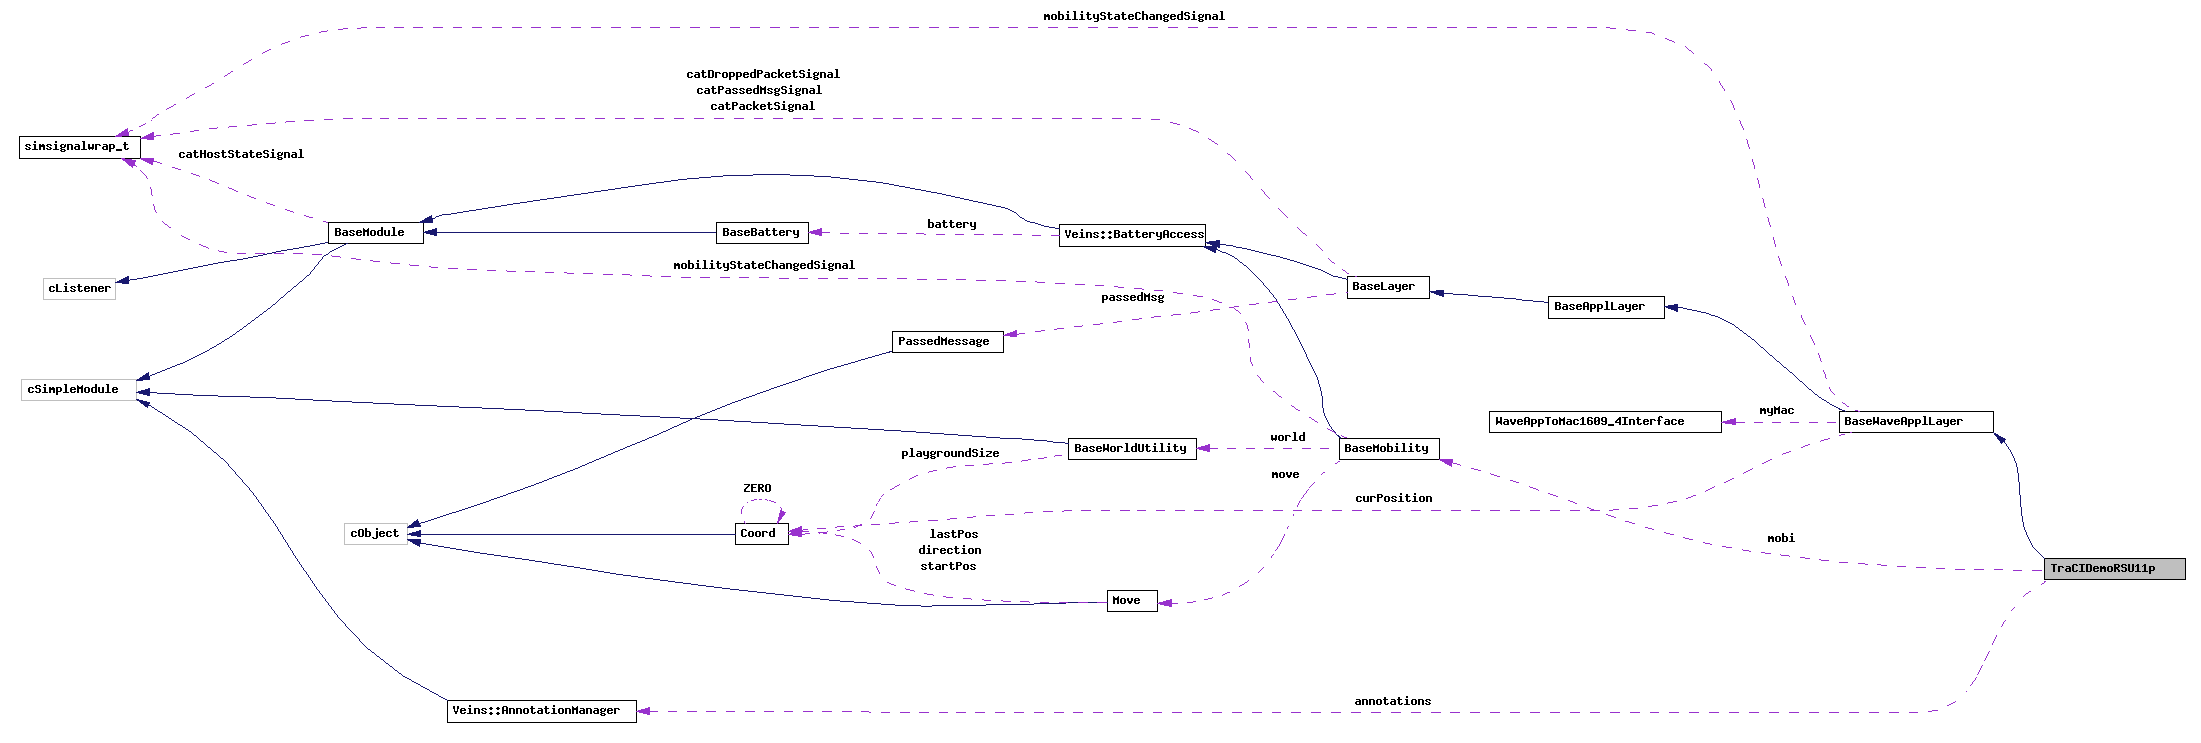 mobilityStateChangedSignal
catDroppedPacketSignal
catPassedMsgSignal
catPacketSignal
simsignalwrap_t
catHostStateSignal
BaseModule
BaseBattery
battery
Veins::BatteryAccess
mobilityStateChangedSignal
cListener
passedMsg
BaseLayer
BaseApplLayer
PassedMessage
cSimpleModule
myMac
WaveAppToMac1609_4Interface
BaseWaveApplLayer
world
BaseWorldUtility
BaseMobility
playgroundSize
move
ZERO
curPosition
cObject
Coord
lastPos
direction
startPos
mobi
TraCIDemoRSU11p
Move
annotations
Veins::AnnotationManager